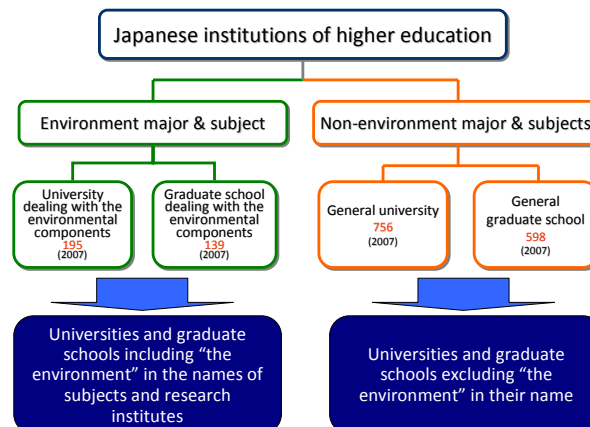 Japanese institutions of higher education
Environment major & subject
Non-environment major & subjects
University
dealing with the
environmental
components
195
(2007)
Graduate school
dealing with the
environmental
components
139
(2007)
General university
756
(2007)
General
graduate school
598
(2007)
Universities and graduate
schools including “the
environment” in the names of
subjects and research
institutes
Universities and graduate
schools excluding “the
environment” in their name